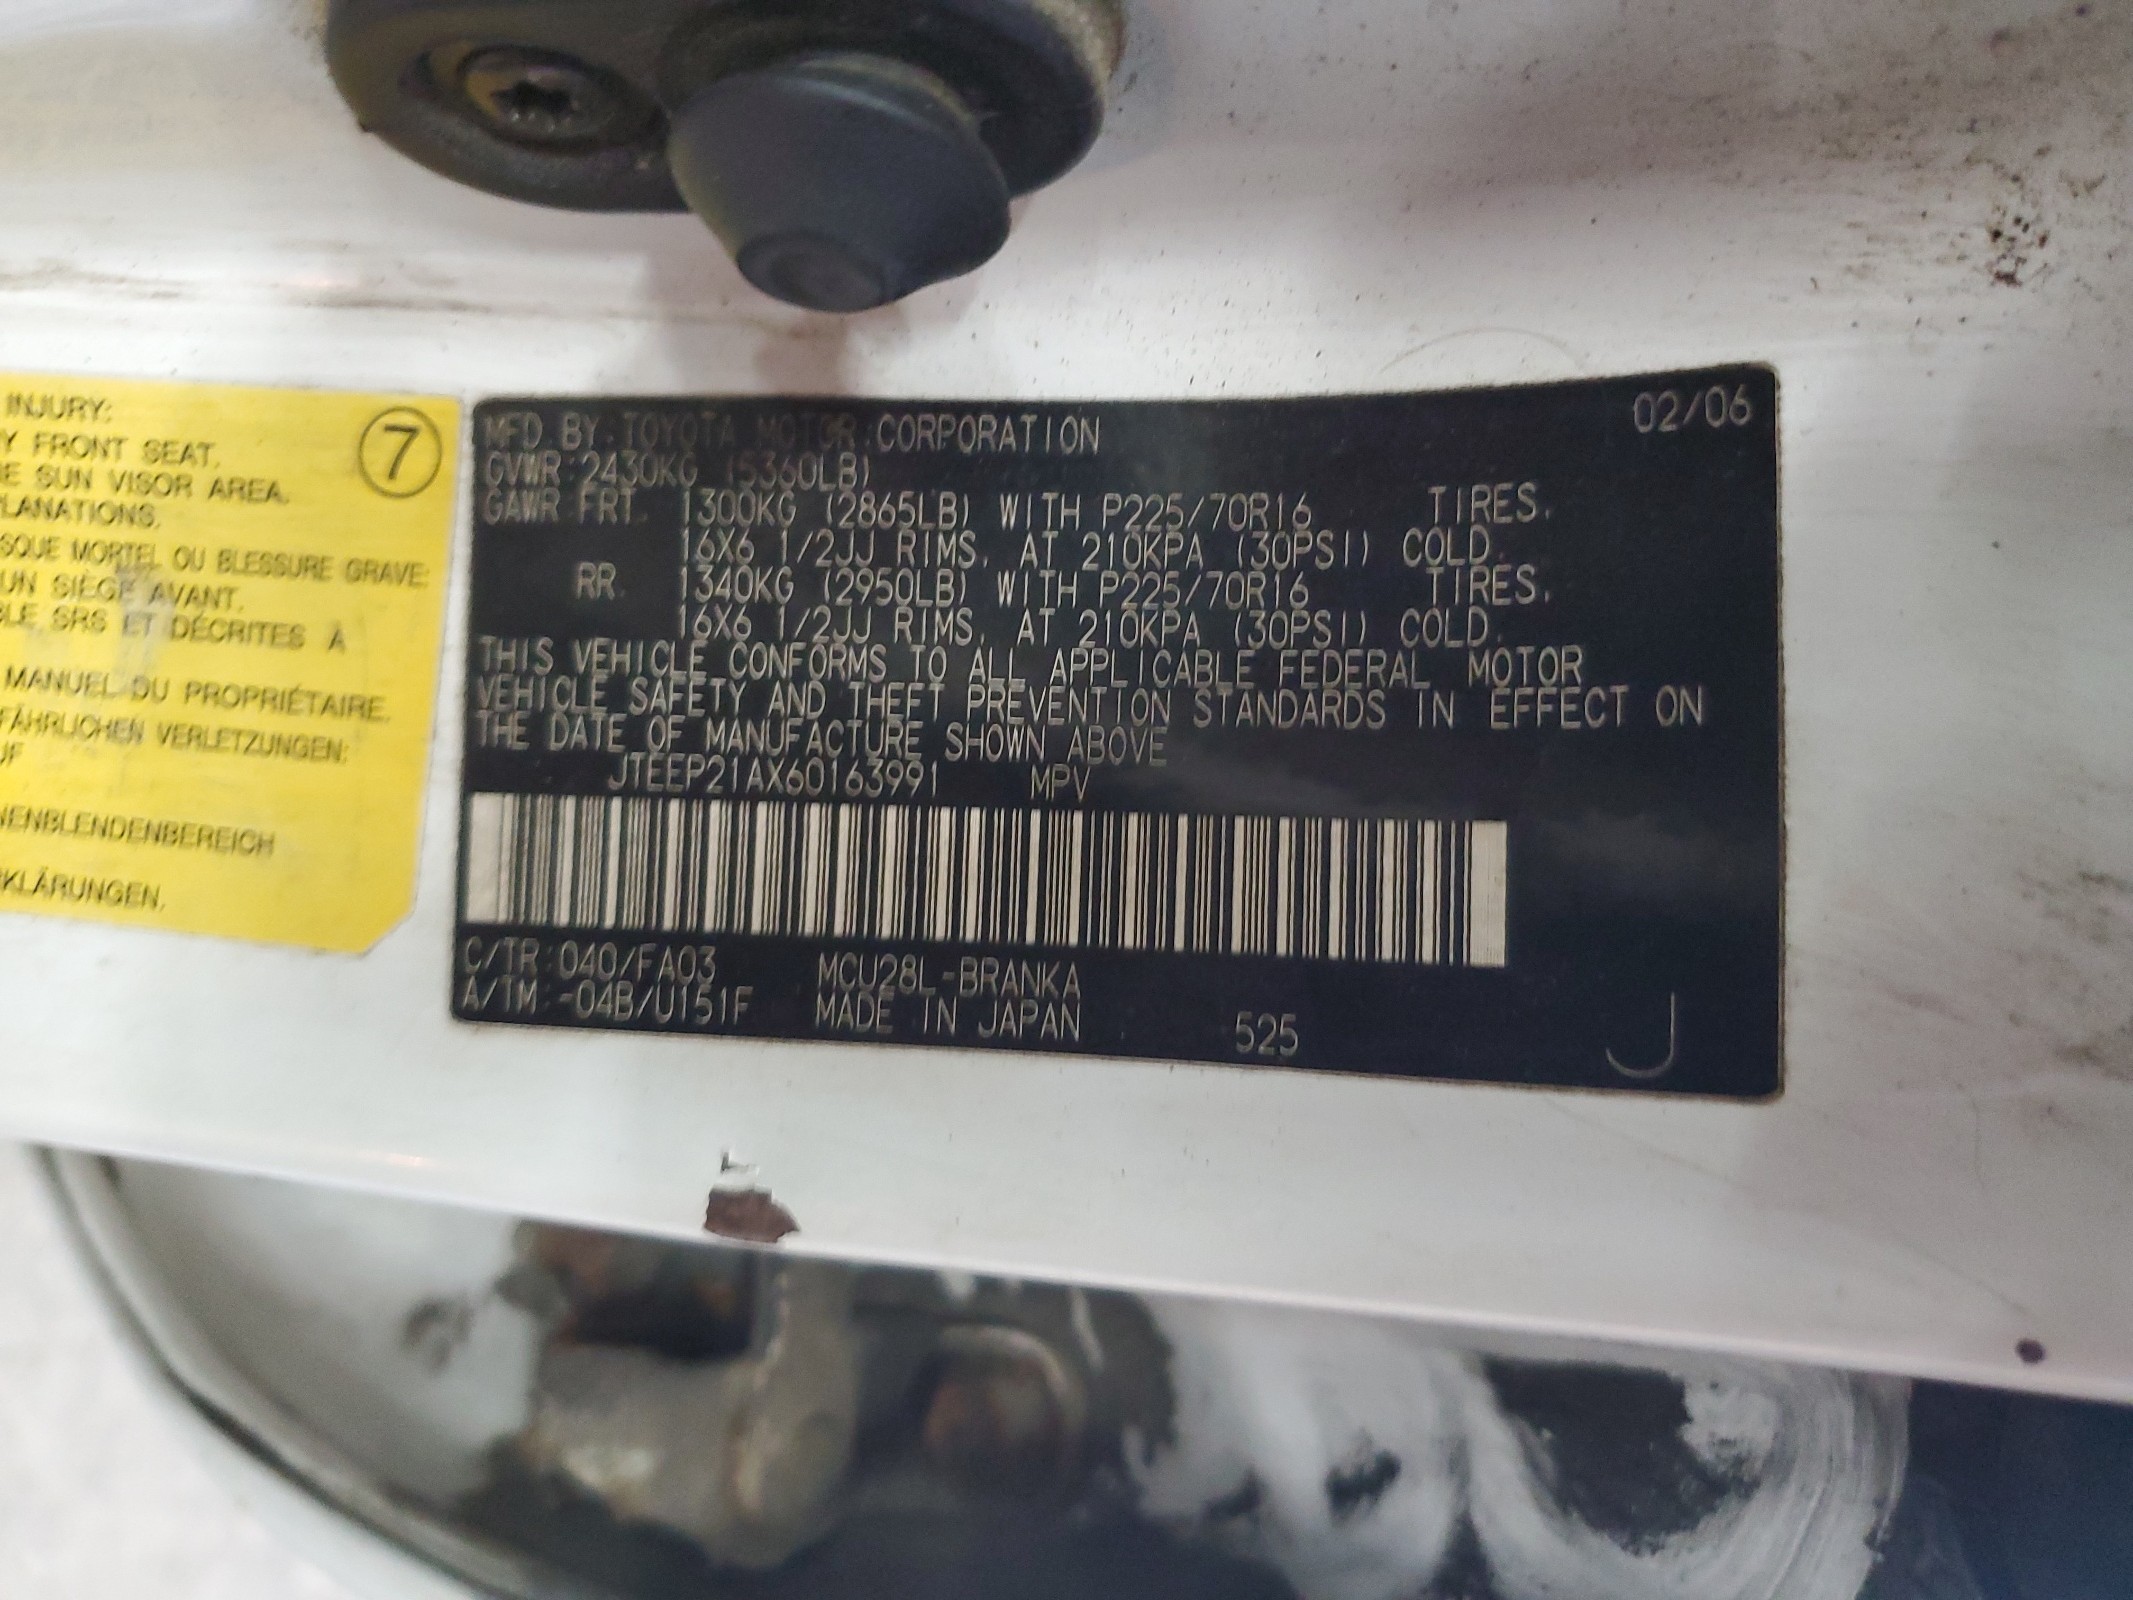 INJURY:
Y FRONT SEAT.
E SUN VISOR AREA.
LANATIONS.
SQUE MORTEL OU BLESSURE GRAVE:
UN SIÈGE AVANT.
BLE SRS ET DÉCRITES À
MANUEL DU PROPRIÉTAIRE.
FÄHRLICHEN VERLETZUNGEN:
UF
NENBLENDENBEREICH
RKLÄRUNGEN.
7
02/06
MFD.BY:TOYOTA MOTOR CORPORATION
GVWR:2430KG (5360LB)
GAWR FRT. 1300KG (2865LB) WITH P225/70R16 TIRES.
16X6 1/2JJ RIMS. AT 210KPA (30PSI) COLD.
RR. 1340KG (2950LB) WITH P225/70R16 TIRES.
16X6 1/2JJ RIMS. AT 210KPA (30PSI) COLD.
THIS VEHICLE CONFORMS TO ALL APPLICABLE FEDERAL MOTOR
VEHICLE SAFETY AND THEFT PREVENTION STANDARDS IN EFFECT ON
THE DATE OF MANUFACTURE SHOWN ABOVE
JTEEP21AX60163991 MPV
C/TR:040/FA03 MCU28L-BRANKA
A/TM:-04B/U151F MADE IN JAPAN 525 J